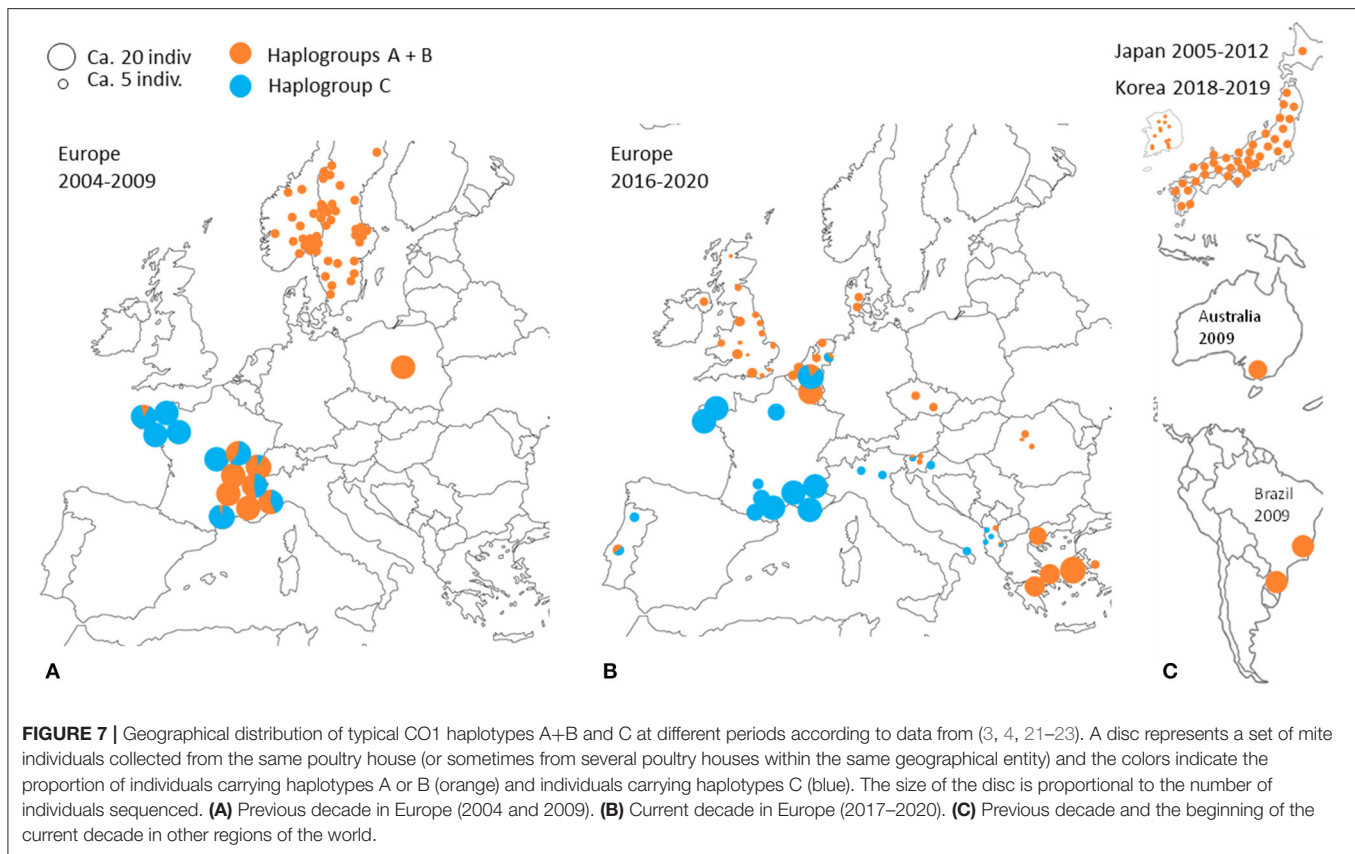 Ca. 20 indiv
Ca. 5 indiv.
Haplogroups A + B
Haplogroup C
Europe
2004-2009
Europe
2016-2020
Japan 2005-2012
Korea 2018-2019
Australia
2009
Brazil
2009
A
B
C
FIGURE 7 | Geographical distribution of typical CO1 haplotypes A+B and C at different periods according to data from (3, 4, 21–23). A disc represents a set of mite
individuals collected from the same poultry house (or sometimes from several poultry houses within the same geographical entity) and the colors indicate the
proportion of individuals carrying haplotypes A or B (orange) and individuals carrying haplotypes C (blue). The size of the disc is proportional to the number of
individuals sequenced. (A) Previous decade in Europe (2004 and 2009). (B) Current decade in Europe (2017–2020). (C) Previous decade and the beginning of the
current decade in other regions of the world.